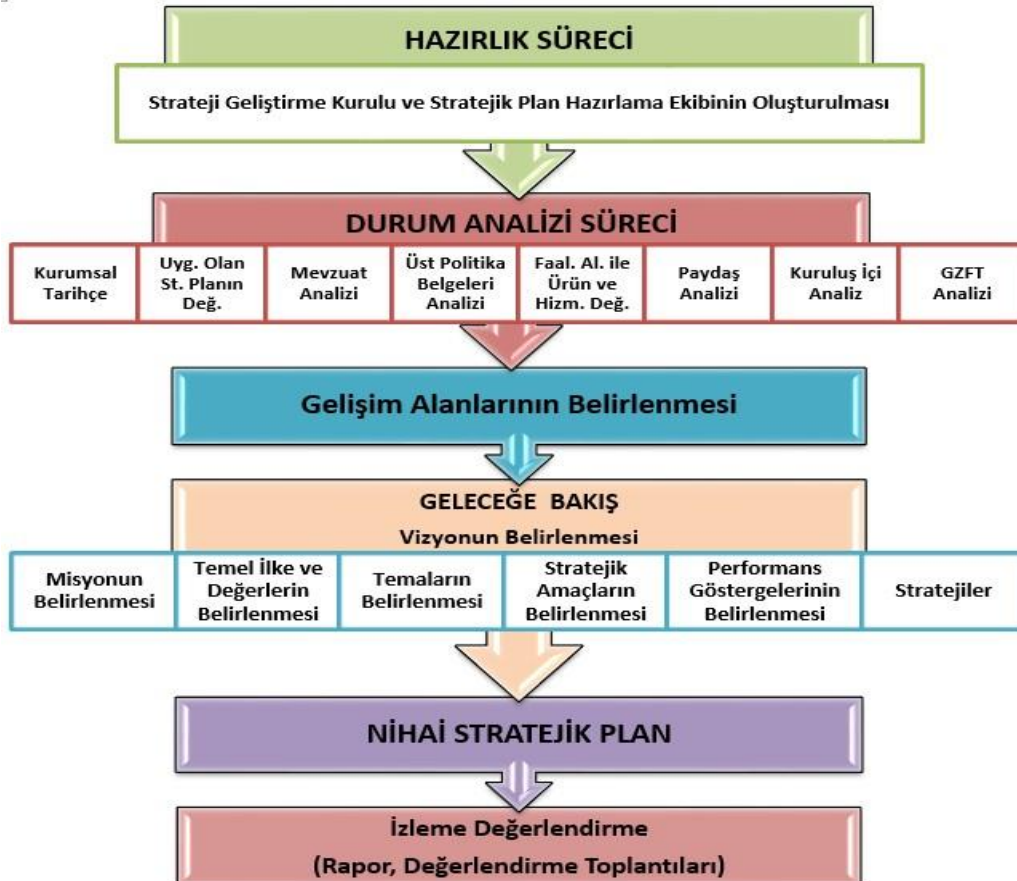 HAZIRLIK SÜRECİ
Strateji Geliştirme Kurulu ve Stratejik Plan Hazırlama Ekibinin Oluşturulması
DURUM ANALİZİ SÜRECİ
Kurumsal
Tarihçe
Uyg. Olan
St. Planın
Değ.
Mevzuat
Analizi
Üst Politika
Belgeleri
Analizi
Faal. Al. ile
Ürün ve
Hizm. Değ.
Paydaş
Analizi
Kuruluş İçi
Analiz
GZFT
Analizi
Gelişim Alanlarının Belirlenmesi
GELECEĞE BAKIŞ
Vizyonun Belirlenmesi
Misyonun
Belirlenmesi
Temel İlke ve
Değerlerin
Belirlenmesi
Temaların
Belirlenmesi
Stratejik
Amaçların
Belirlenmesi
Performans
Göstergelerinin
Belirlenmesi
Stratejiler
NİHAİ STRATEJİK PLAN
İzleme Değerlendirme
(Rapor, Değerlendirme Toplantıları)